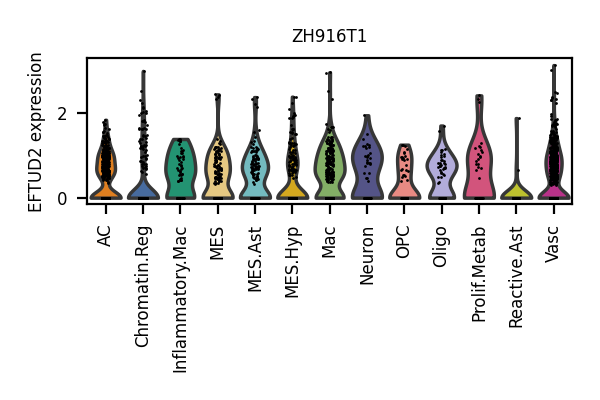 ZH916T1
EFTUD2 expression
2
0
AC
Chromatin.Reg
Inflammatory.Mac
MES
MES.Ast
MES.Hyp
Mac
Neuron
OPC
Oligo
Prolif.Metab
Reactive.Ast
Vasc